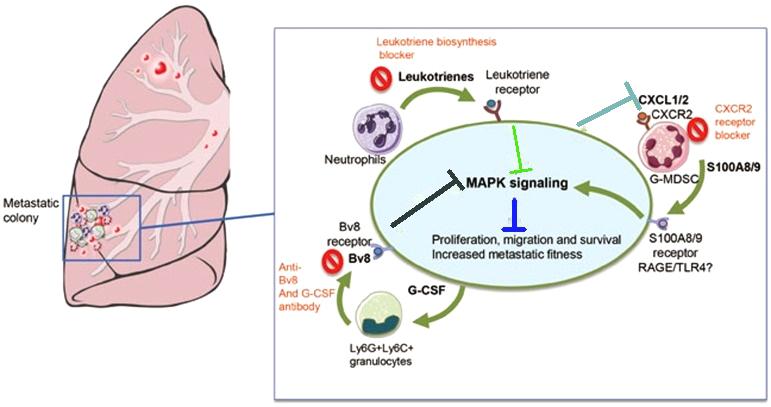 Leukotriene biosynthesis
blocker
Leukotrienes
Leukotriene
receptor
Neutrophils
CXCL1/2
CXCR2
CXCR2
receptor
blocker
G-MDSC
S100A8/9
MAPK signaling
Metastatic
colony
Bv8
receptor
Bv8
Proliferation, migration and survival
Increased metastatic fitness
S100A8/9
receptor
RAGE/TLR4?
Anti-
Bv8
And G-CSF
antibody
G-CSF
Ly6G+Ly6C+
granulocytes